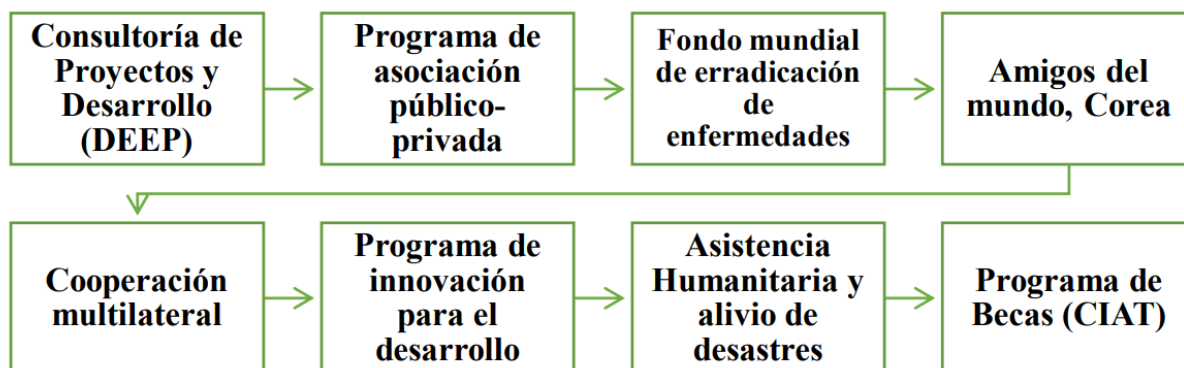 Consultoría de
Proyectos y
Desarrollo
(DEEP)
Programa de
asociación
público-
privada
Fondo mundial
de erradicación
de
enfermedades
Amigos del
mundo, Corea
Cooperación
multilateral
Programa de
innovación
para el
desarrollo
Asistencia
Humanitaria y
alivio de
desastres
Programa de
Becas (CIAT)